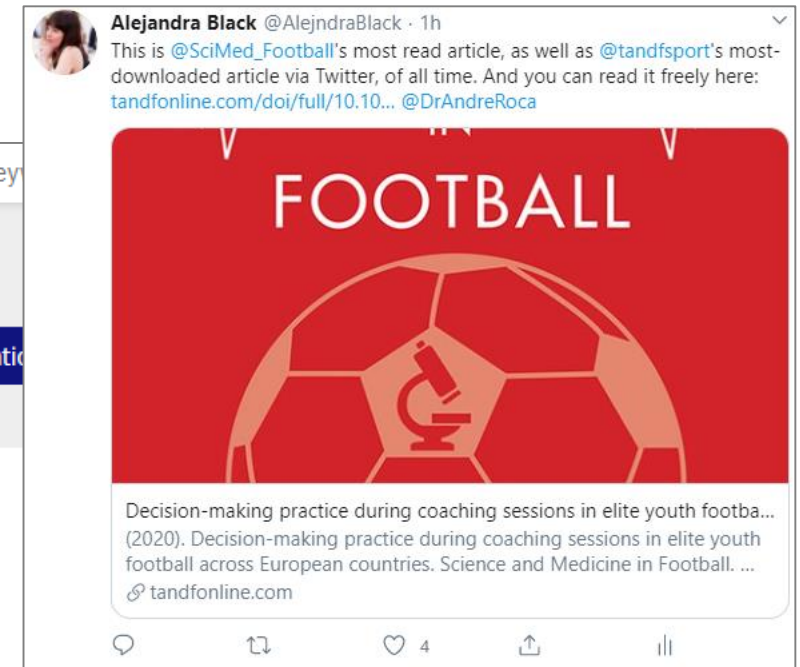 Alejandra Black @AlejndraBlack · 1h
This is @SciMed_Football's most read article, as well as @tandfsport's most-
downloaded article via Twitter, of all time. And you can read it freely here:
tandfonline.com/doi/full/10.10... @DrAndreRoca
IN
FOOTBALL
Decision-making practice during coaching sessions in elite youth footba...
(2020). Decision-making practice during coaching sessions in elite youth
football across European countries. Science and Medicine in Football. ...
tandfonline.com
4